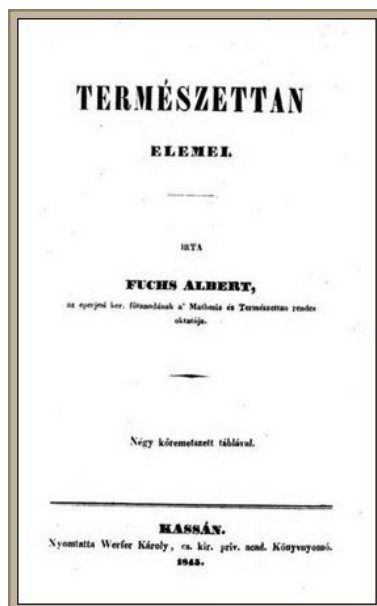 TERMÉSZETTAN
ELEMEI.
IRTA
FUCHS ALBERT,
az eperjesi ker. főtanodának a' Mathesis és Természettan rendes
oktatója.
Négy kőremetszett táblával.
KASSÁN.
Nyomtatta Werfer Károly, cs. kir. priv. acad. Könyvnyomó.
1845.